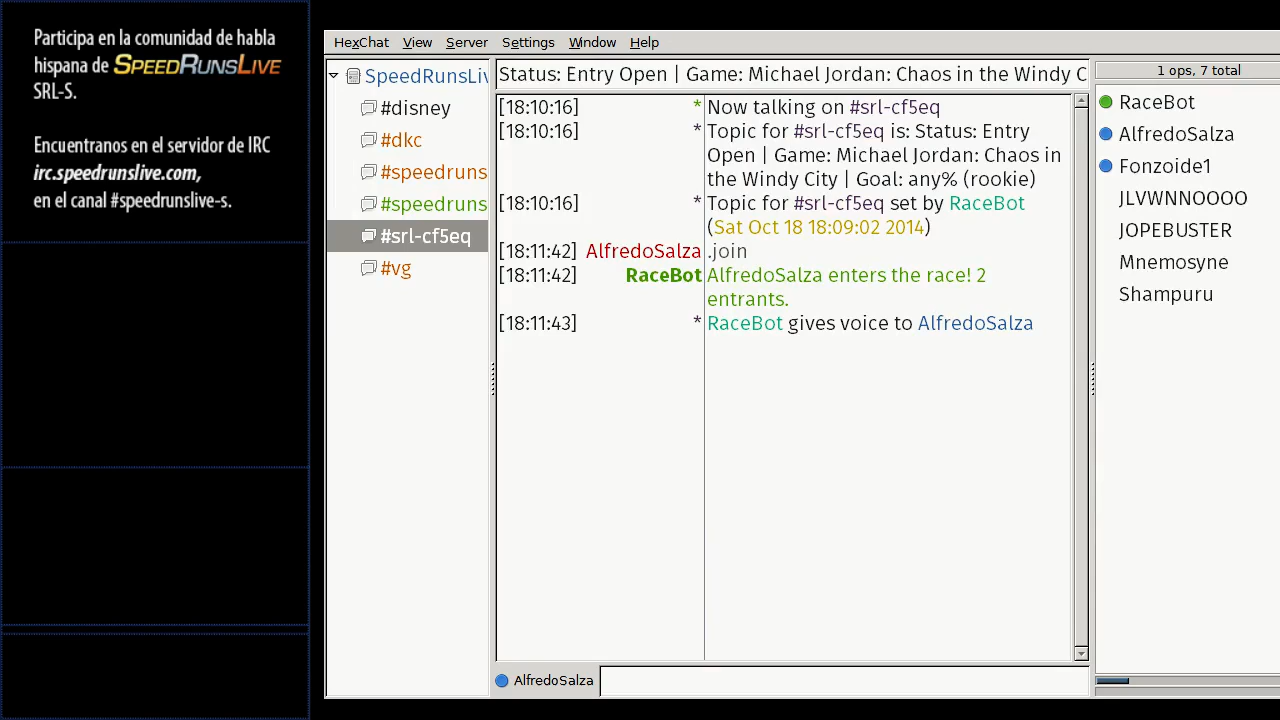 Participa en la comunidad de habla
hispana de SPEEDRUNSLIVE
SRL-S.
Encuentranos en el servidor de IRC
irc.speedrunslive.com,
en el canal #speedrunslive-s.
HexChat View Server Settings Window Help
SpeedRunsLiv
#disney
#dkc
#speedruns
#speedruns
#srl-cf5eq
#vg
Status: Entry Open | Game: Michael Jordan: Chaos in the Windy C
[18:10:16] * Now talking on #srl-cf5eq
[18:10:16] * Topic for #srl-cf5eq is: Status: Entry
Open | Game: Michael Jordan: Chaos in
the Windy City | Goal: any% (rookie)
[18:10:16] * Topic for #srl-cf5eq set by RaceBot
(Sat Oct 18 18:09:02 2014)
[18:11:42] AlfredoSalza .join
[18:11:42] RaceBot AlfredoSalza enters the race! 2
entrants.
[18:11:43] * RaceBot gives voice to AlfredoSalza
AlfredoSalza
1 ops, 7 total
RaceBot
AlfredoSalza
Fonzoide1
JLVWNNOOOO
JOPEBUSTER
Mnemosyne
Shampuru